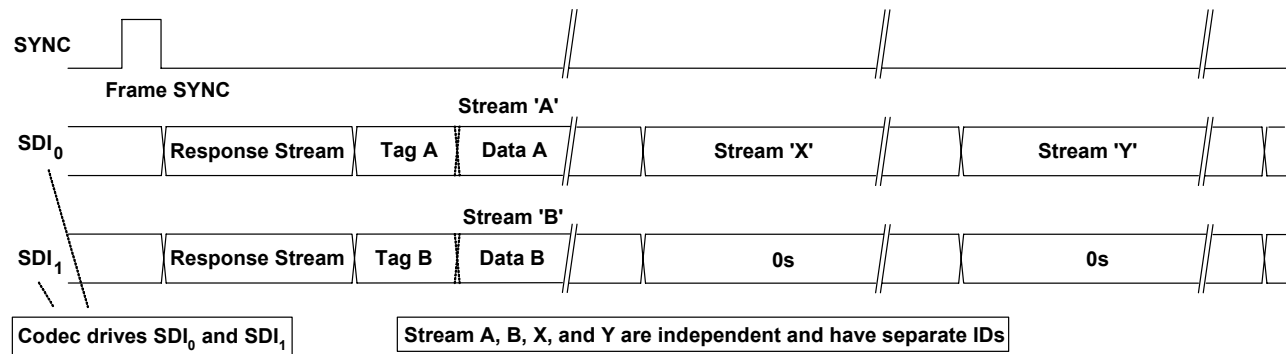 SYNC
Frame SYNC
Stream 'A'
SDI0 Response Stream Tag A Data A Stream 'X' Stream 'Y'
Stream 'B'
SDI1 Response Stream Tag B Data B 0s 0s
Codec drives SDI0 and SDI1
Stream A, B, X, and Y are independent and have separate IDs